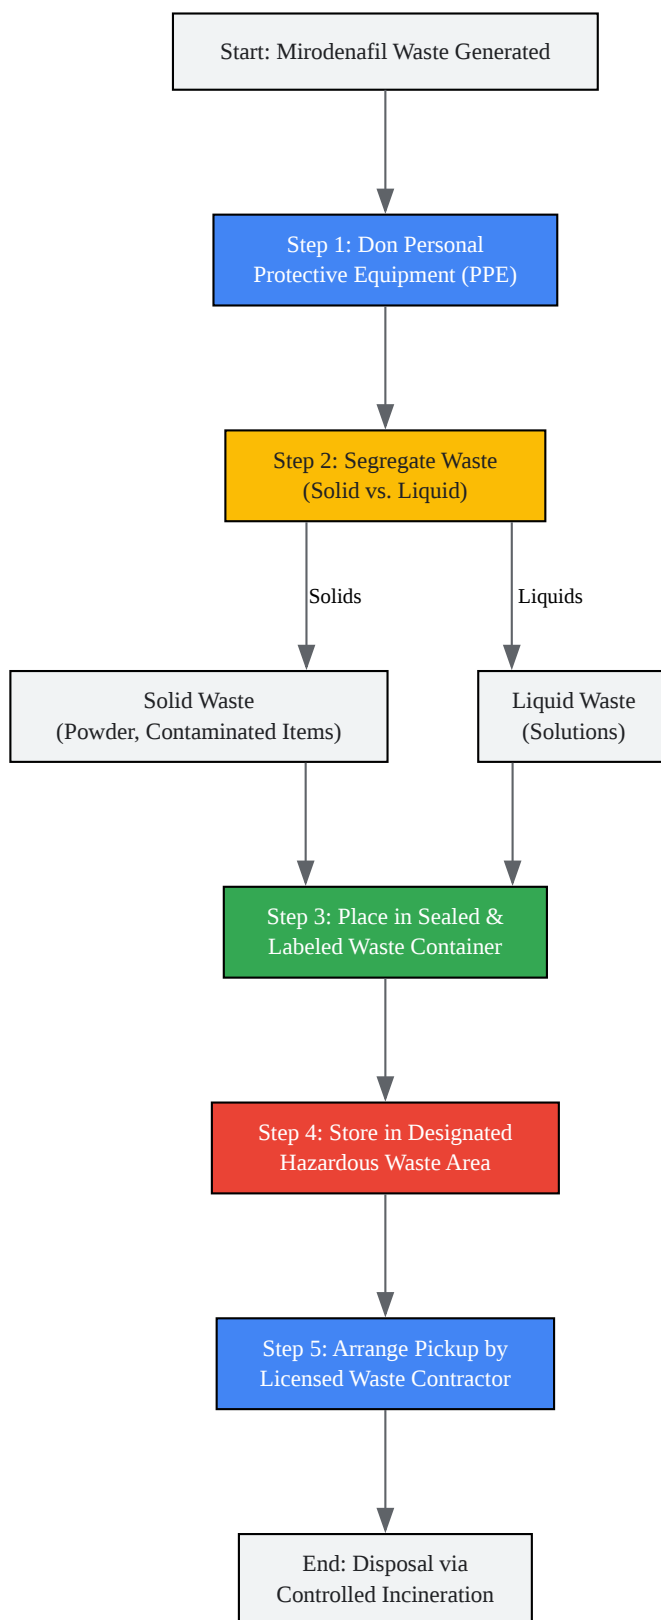 Start: Mirodenafil Waste Generated
Step 1: Don Personal
Protective Equipment (PPE)
Step 2: Segregate Waste
(Solid vs. Liquid)
Solids
Liquids
Solid Waste
(Powder, Contaminated Items)
Liquid Waste
(Solutions)
Step 3: Place in Sealed &
Labeled Waste Container
Step 4: Store in Designated
Hazardous Waste Area
Step 5: Arrange Pickup by
Licensed Waste Contractor
End: Disposal via
Controlled Incineration